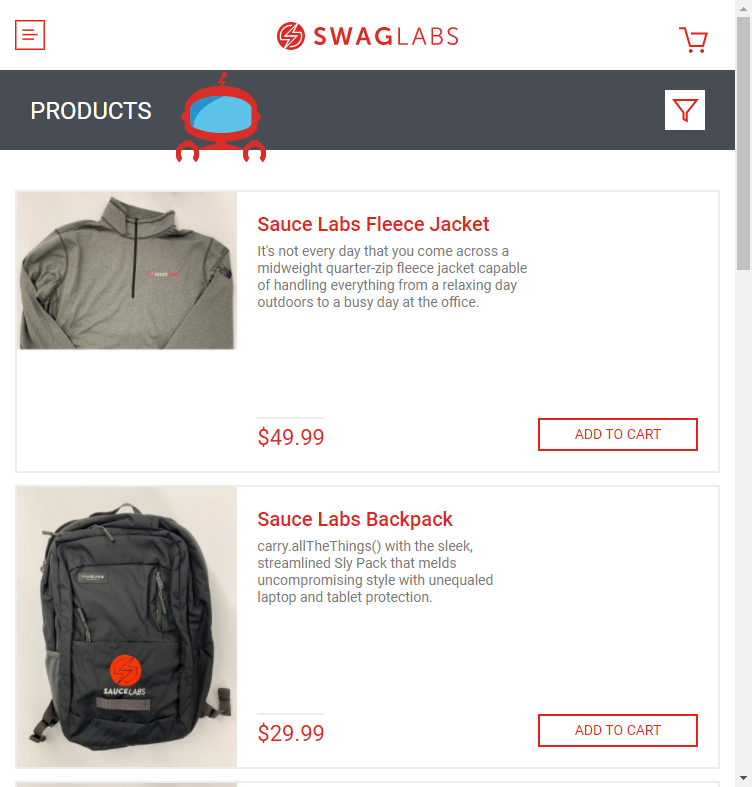 SWAGLABS
PRODUCTS
Sauce Labs Fleece Jacket
It's not every day that you come across a
midweight quarter-zip fleece jacket capable
of handling everything from a relaxing day
outdoors to a busy day at the office.
$49.99
ADD TO CART
Sauce Labs Backpack
carry.allTheThings() with the sleek,
streamlined Sly Pack that melds
uncompromising style with unequaled
laptop and tablet protection.
SAUCELABS
$29.99
ADD TO CART